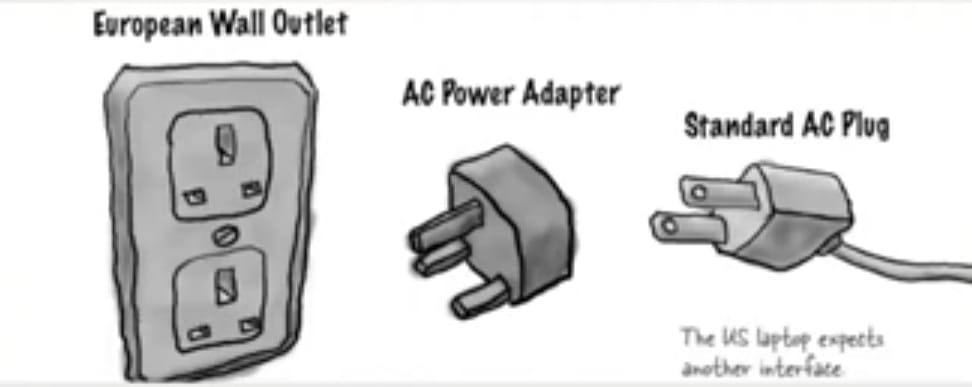 European Wall Outlet
AC Power Adapter
Standard AC Plug
The US laptop expects
another interface.